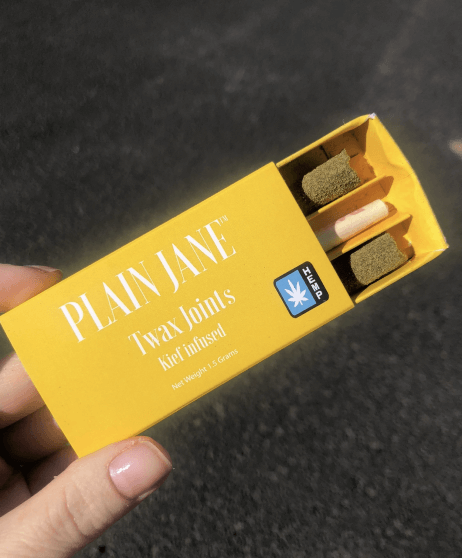 PLAIN JANE™
Twax Joints
Kief infused
Net Weight 1.5 Grams
HEMP